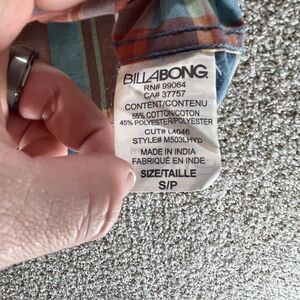 BILLABONG
RN# 99064
CA# 37757
CONTENT/CONTENU
55% COTTON/COTON
45% POLYESTER/POLYESTER
CUT# L4046
STYLE# M503LHYD
MADE IN INDIA
FABRIQUÉ EN INDE
SIZE/TAILLE
S/P